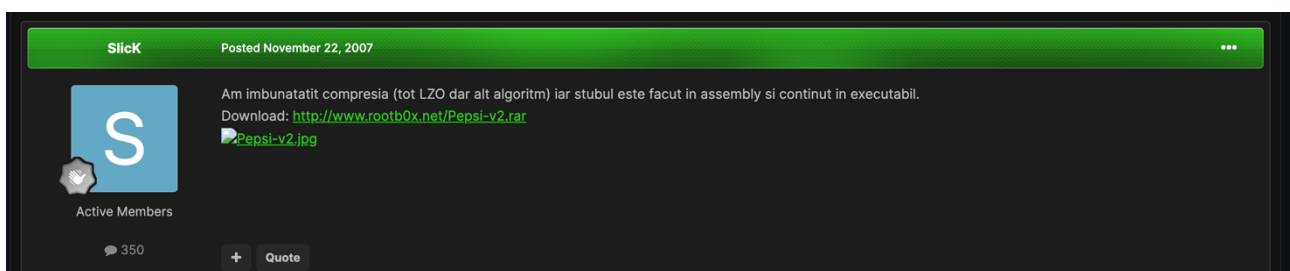 SlicK
Posted November 22, 2007
•••
S
Am imbunatatit compresia (tot LZO dar alt algoritm) iar stubul este facut in assembly si continut in executabil.
Download: http://www.rootb0x.net/Pepsi-v2.rar
Pepsi-v2.jpg
Active Members
350
+ Quote